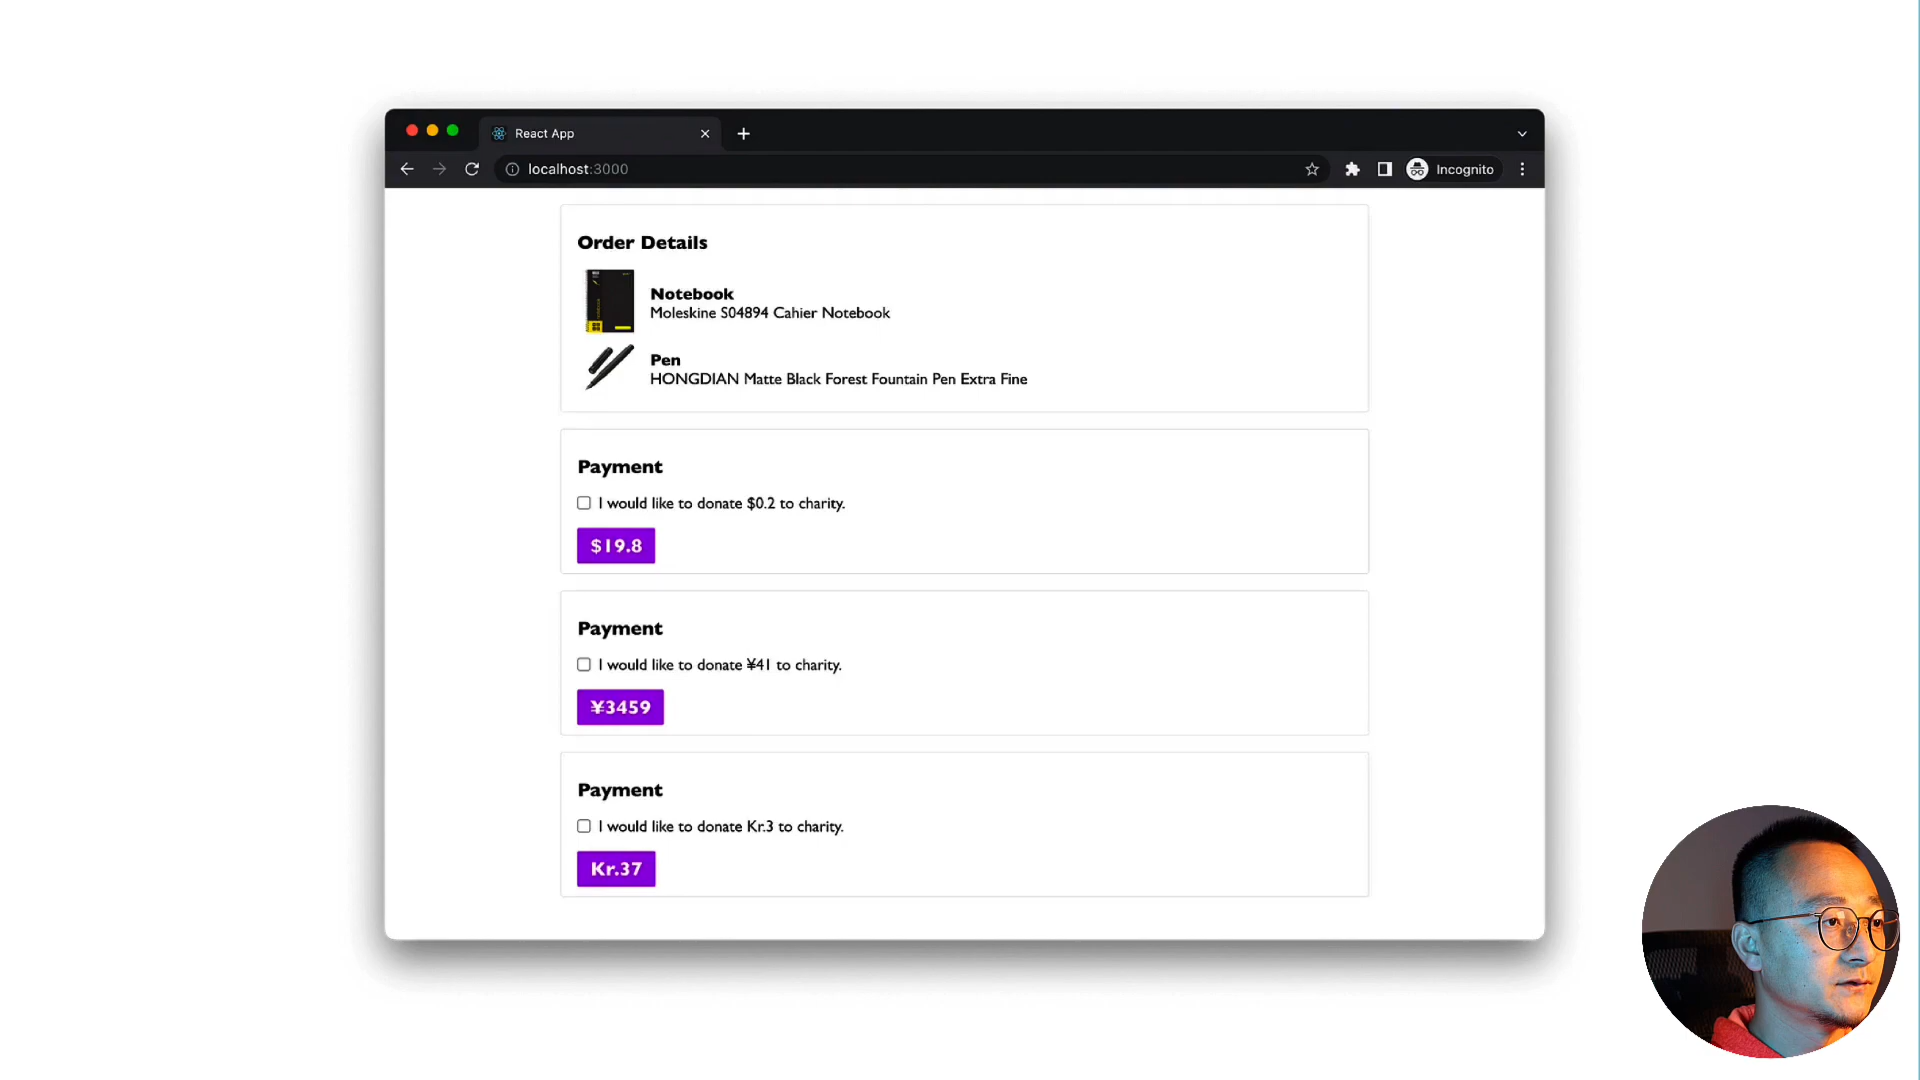 React App
localhost:3000
Incognito
Order Details
Notebook
Moleskine S04894 Cahier Notebook
Pen
HONGDIAN Matte Black Forest Fountain Pen Extra Fine
Payment
I would like to donate $0.2 to charity.
$19.8
Payment
I would like to donate ¥41 to charity.
¥3459
Payment
I would like to donate Kr.3 to charity.
Kr.37